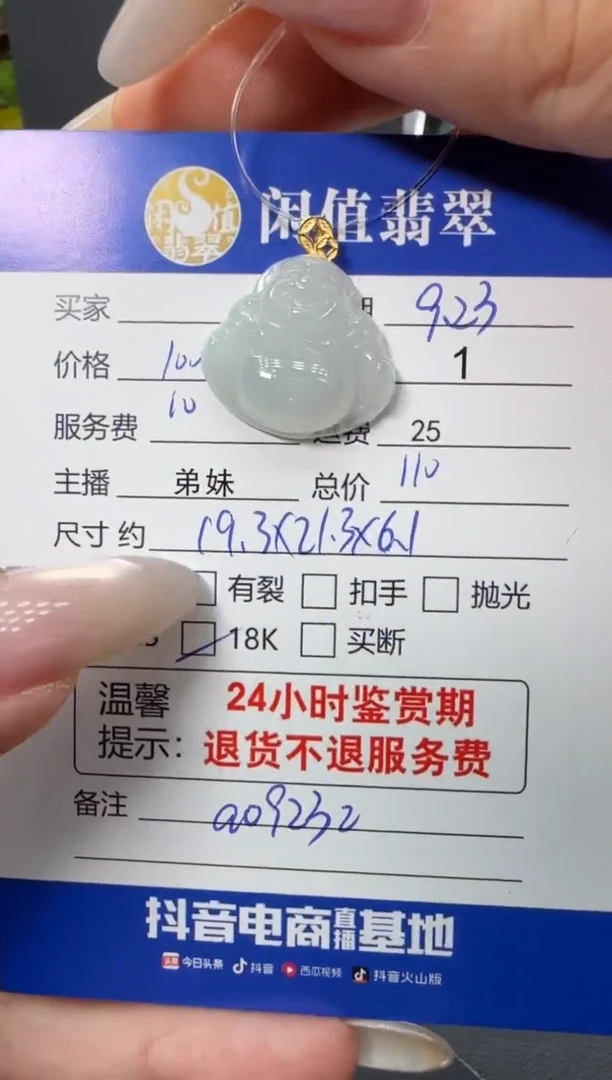 闲值翡翠
闲值翡翠
买家 期 9.23
价格 100 1
10
服务费 运费 25
主播 弟妹 总价 110
尺寸 约 19.3X21.3X6.1
有裂 扣手 抛光
18K 买断
温馨提示：
24小时鉴赏期
退货不退服务费
备注 a09232
抖音电商直播基地
头条 今日头条 抖音 西瓜视频 抖音火山版